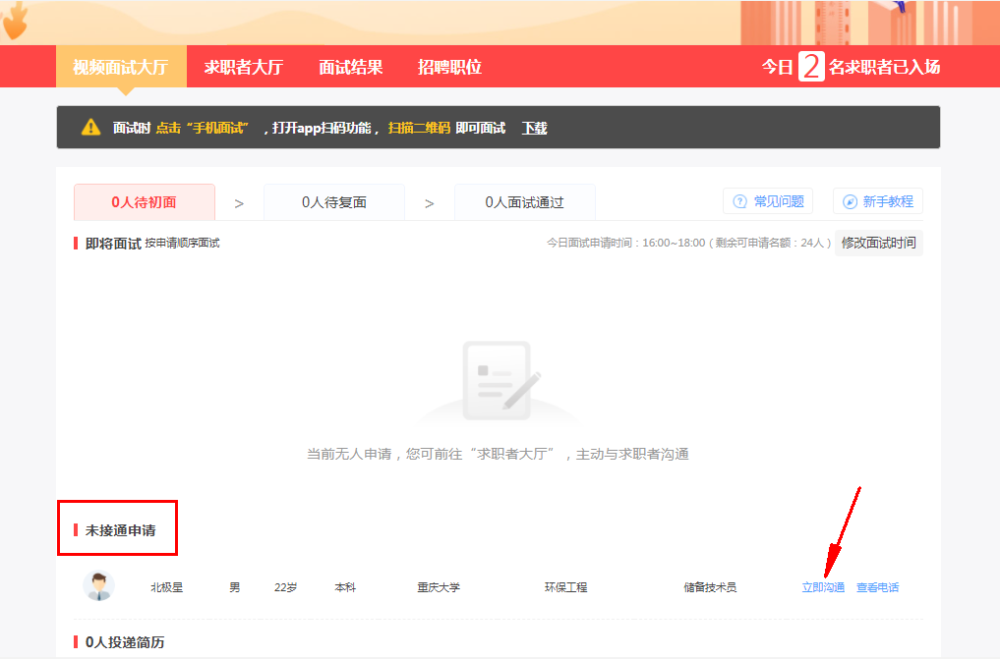 视频面试大厅 求职者大厅 面试结果 招聘职位 今日 2 名求职者已入场
面试时 点击“手机面试” ，打开app扫码功能， 扫描二维码 即可面试 下载
0人待初面 > 0人待复面 > 0人面试通过 常见问题 新手教程
即将面试 按申请顺序面试 今日面试申请时间：16:00~18:00（剩余可申请名额：24人） 修改面试时间
当前无人申请，您可前往“求职者大厅”，主动与求职者沟通
未接通申请
北极星 男 22岁 本科 重庆大学 环保工程 储备技术员 立即沟通 查看电话
0人投递简历